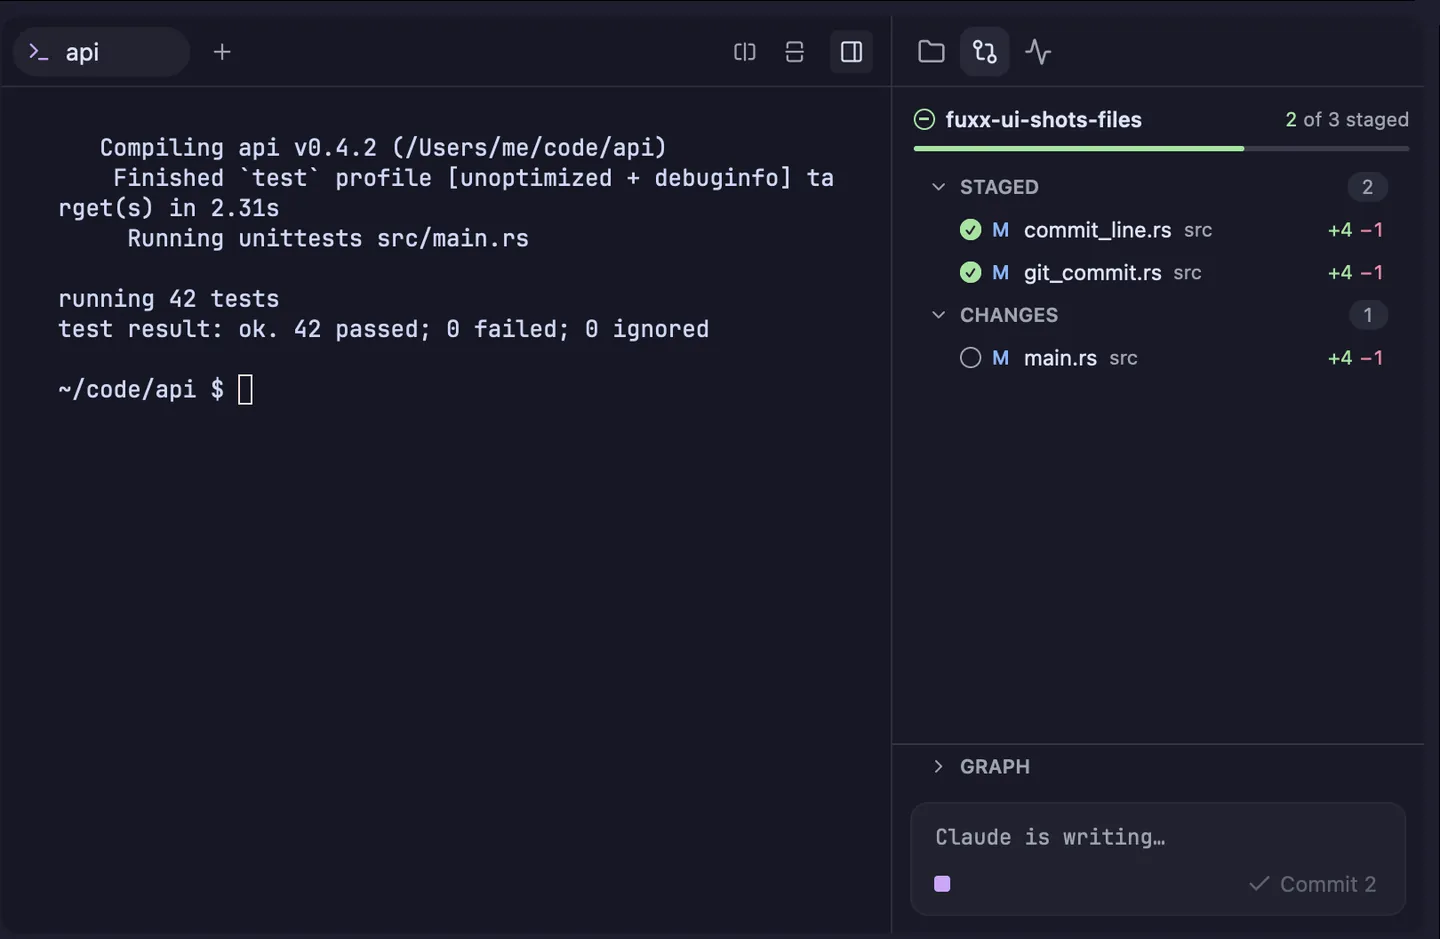 api
Compiling api v0.4.2 (/Users/me/code/api)
Finished `test` profile [unoptimized + debuginfo] ta
rget(s) in 2.31s
Running unittests src/main.rs
running 42 tests
test result: ok. 42 passed; 0 failed; 0 ignored
~/code/api $
fuxx-ui-shots-files 2 of 3 staged
STAGED 2
M commit_line.rs src +4 −1
M git_commit.rs src +4 −1
CHANGES 1
M main.rs src +4 −1
GRAPH
Claude is writing…
Commit 2